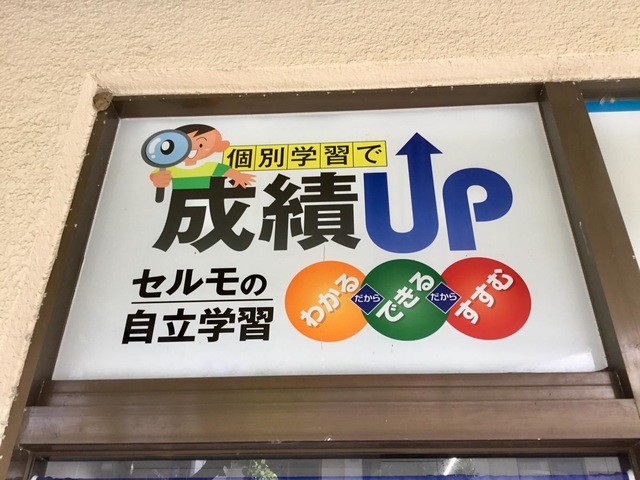 個別学習で
成績UP
セルモの
自立学習
わかる だから できる だから すすむ